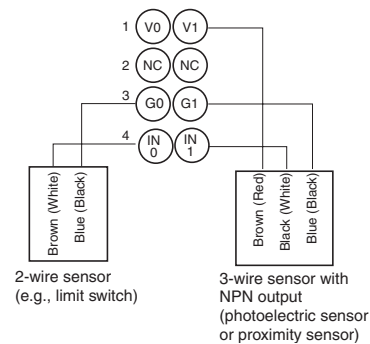 1 V0 V1
2 NC NC
3 G0 G1
4 IN 0 IN 1
Brown (White)
Blue (Black)
Brown (Red)
Black (White)
Blue (Black)
2-wire sensor
(e.g., limit switch)
3-wire sensor with
NPN output
(photoelectric sensor
or proximity sensor)